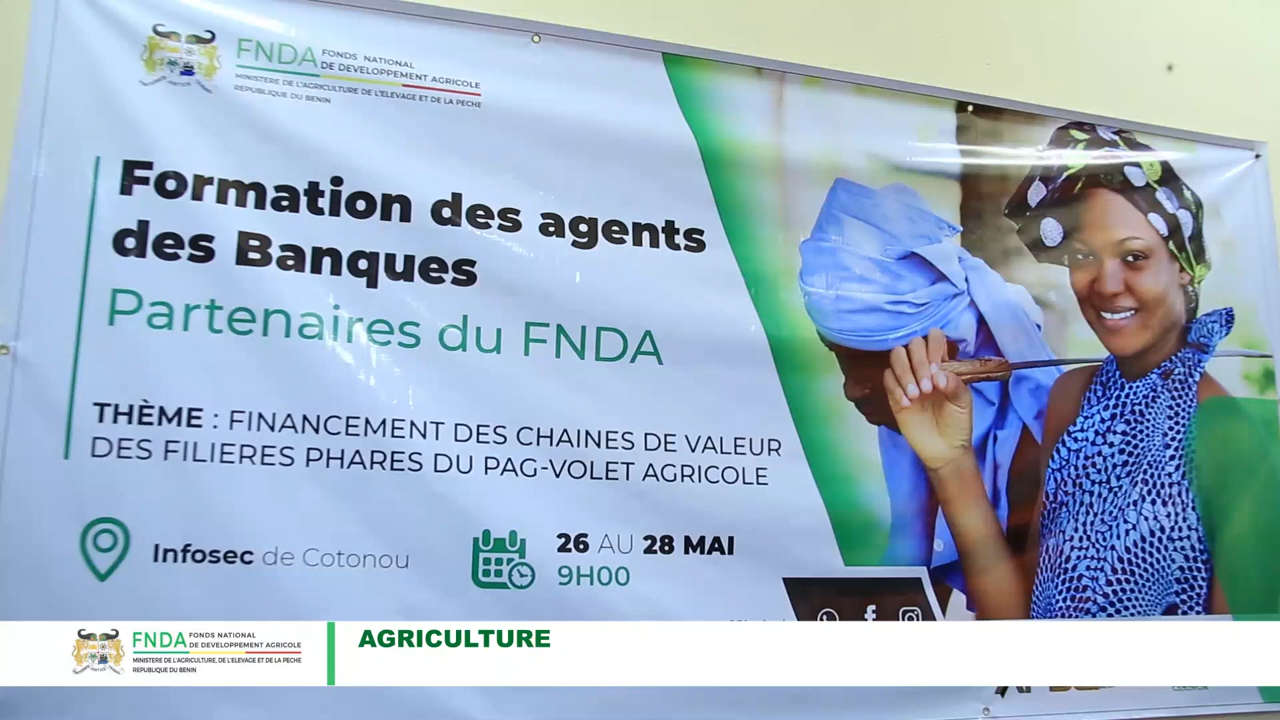 FNDA FONDS NATIONAL
DE DEVELOPPEMENT AGRICOLE
MINISTERE DE L'AGRICULTURE DE L'ELEVAGE ET DE LA PECHE
REPUBLIQUE DU BENIN
Formation des agents
des Banques
Partenaires du FNDA
THÈME : FINANCEMENT DES CHAINES DE VALEUR
DES FILIERES PHARES DU PAG-VOLET AGRICOLE
Infosec de Cotonou
26 AU 28 MAI
9H00
FNDA FONDS NATIONAL
DE DEVELOPPEMENT AGRICOLE
MINISTERE DE L'AGRICULTURE, DE L'ELEVAGE ET DE LA PECHE
REPUBLIQUE DU BENIN
AGRICULTURE